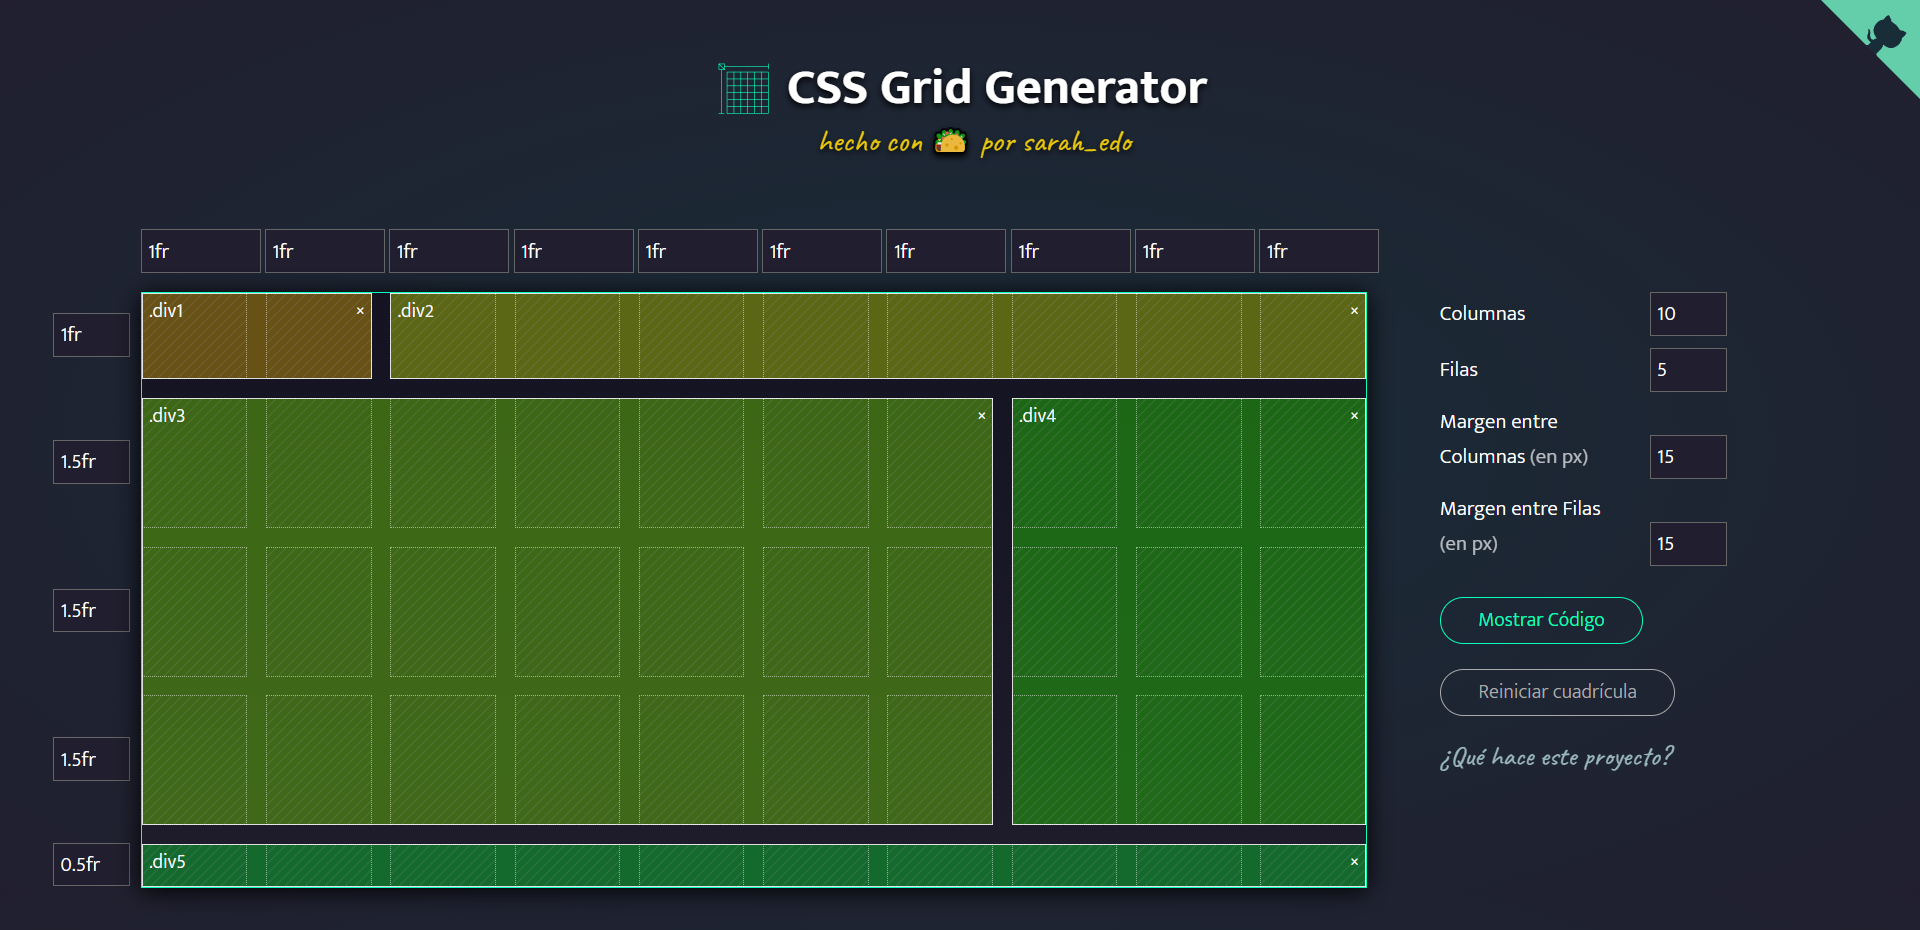 CSS Grid Generator
hecho con por sarah_edo
1fr 1fr 1fr 1fr 1fr 1fr 1fr 1fr 1fr 1fr
1fr
1.5fr
1.5fr
1.5fr
0.5fr
.div1 ×
.div2 ×
.div3 ×
.div4 ×
.div5 ×
Columnas 10
Filas 5
Margen entre
Columnas (en px) 15
Margen entre Filas
(en px) 15
Mostrar Código
Reiniciar cuadrícula
¿Qué hace este proyecto?